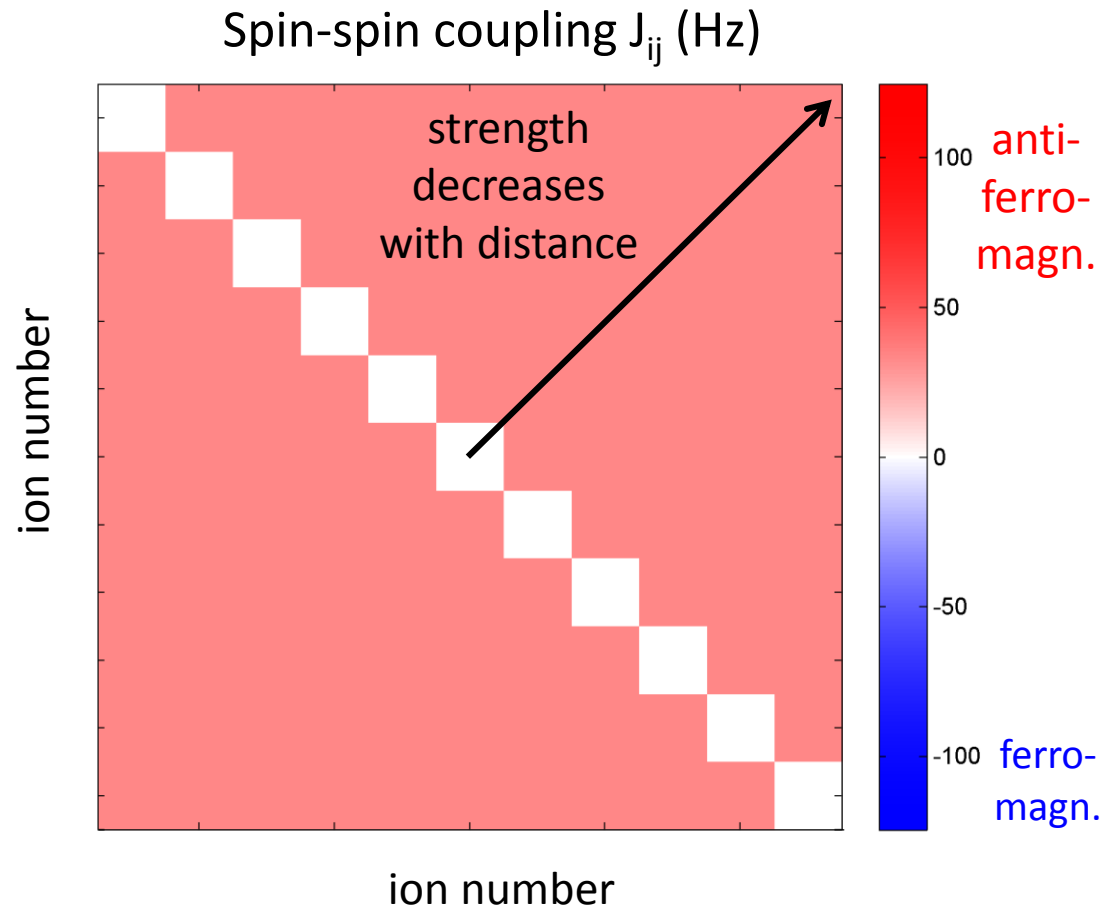 Spin-spin coupling Jij (Hz)
strength
decreases
with distance
ion number
ion number
100
50
0
-50
-100
anti-
ferro-
magn.
ferro-
magn.